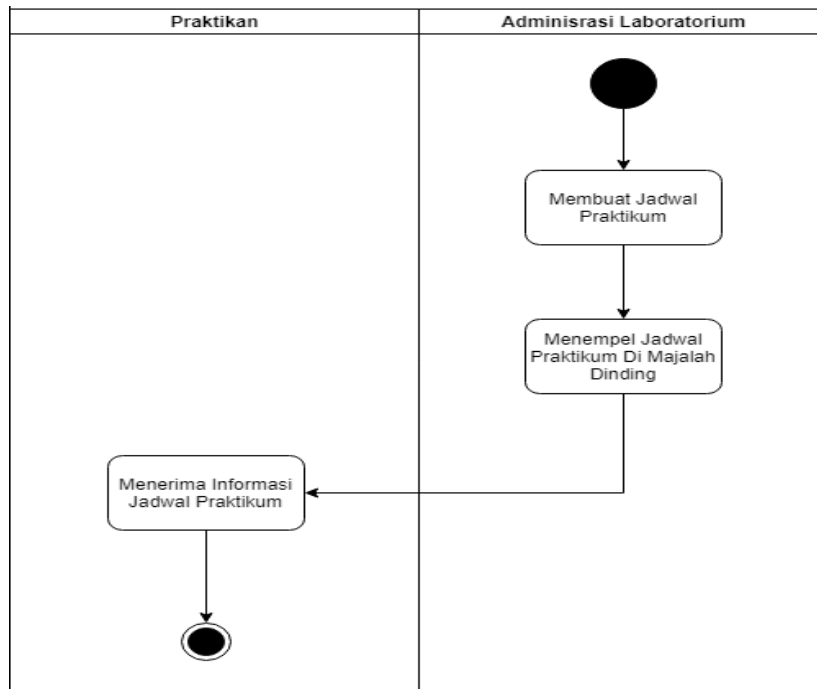 Praktikan
Adminisrasi Laboratorium
Membuat Jadwal
Praktikum
Menempel Jadwal
Praktikum Di Majalah
Dinding
Menerima Informasi
Jadwal Praktikum